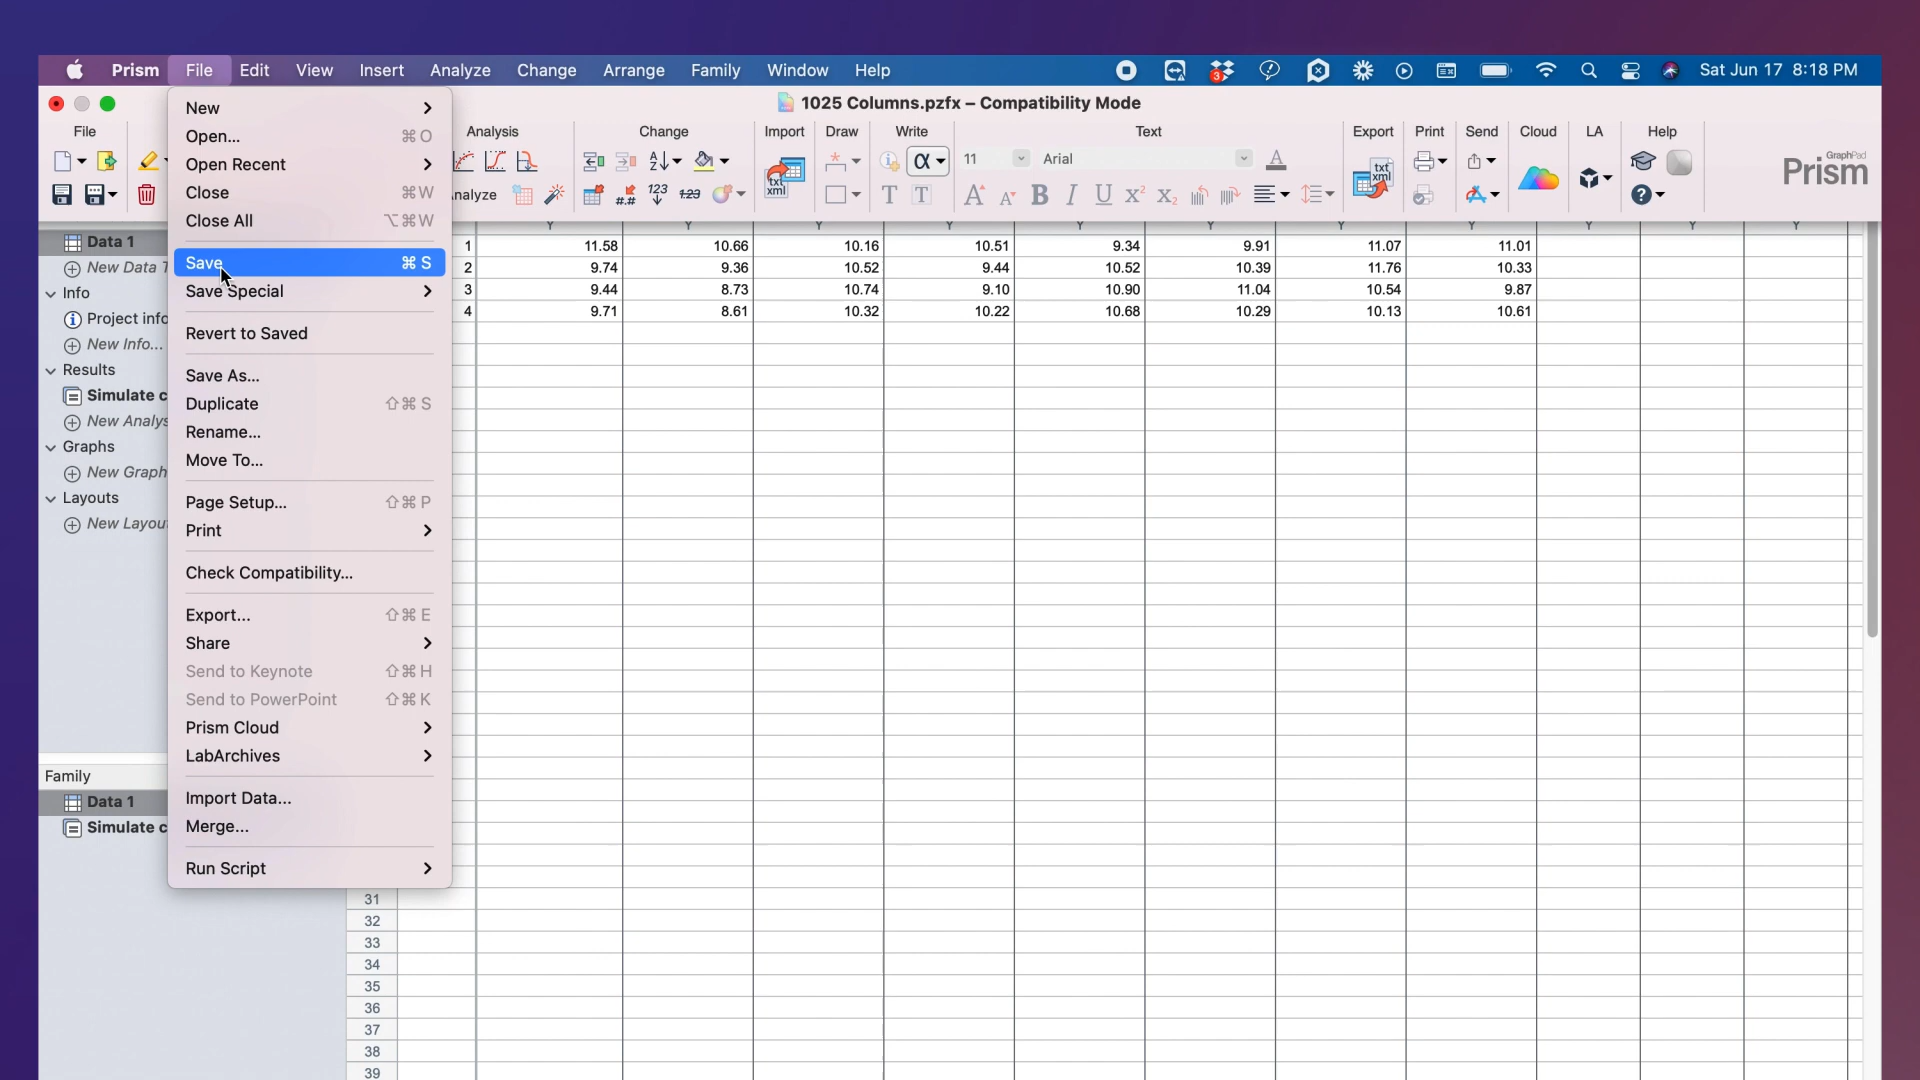 Prism File Edit View Insert Analyze Change Arrange Family Window Help 3 Sat Jun 17 8:18 PM
1025 Columns.pzfx – Compatibility Mode
File Analysis Change Import Draw Write Text Export Print Send Cloud LA Help
11 Arial
GraphPad
Prism
New
Open... ⌘ O
Open Recent
Close ⌘ W
Close All ⌥ ⌘ W
Save ⌘ S
Save Special
Revert to Saved
Save As...
Duplicate ⇧ ⌘ S
Rename...
Move To...
Page Setup... ⇧ ⌘ P
Print
Check Compatibility...
Export... ⇧ ⌘ E
Share
Send to Keynote ⇧ ⌘ H
Send to PowerPoint ⇧ ⌘ K
Prism Cloud
LabArchives
Import Data...
Merge...
Run Script
Data 1
New Data
Info
Project info
New Info...
Results
Simulate
New
Graphs
New
Layouts
New
Family
Data 1
Simulate
Y Y Y Y Y Y Y Y Y Y Y
1 11.58 10.66 10.16 10.51 9.34 9.91 11.07 11.01
2 9.74 9.36 10.52 9.44 10.52 10.39 11.76 10.33
3 9.44 8.73 10.74 9.10 10.90 11.04 10.54 9.87
4 9.71 8.61 10.32 10.22 10.68 10.29 10.13 10.61
31
32
33
34
35
36
37
38
39